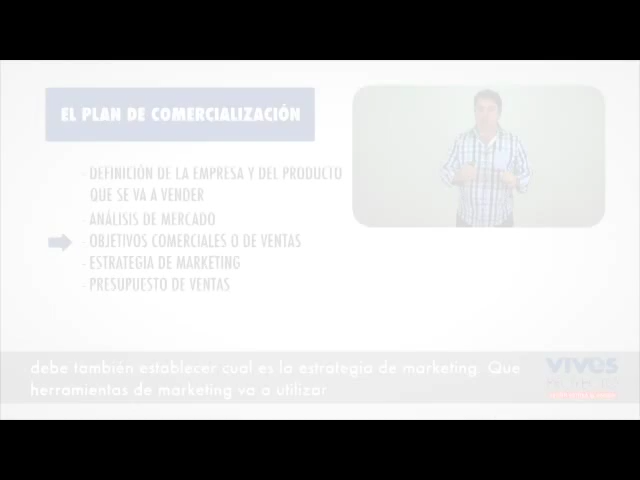 EL PLAN DE COMERCIALIZACIÓN
- DEFINICIÓN DE LA EMPRESA Y DEL PRODUCTO
QUE SE VA A VENDER
- ANÁLISIS DE MERCADO
- OBJETIVOS COMERCIALES O DE VENTAS
- ESTRATEGIA DE MARKETING
- PRESUPUESTO DE VENTAS
debe también establecer cual es la estrategia de marketing. Que
herramientas de marketing va a utilizar
VIVES